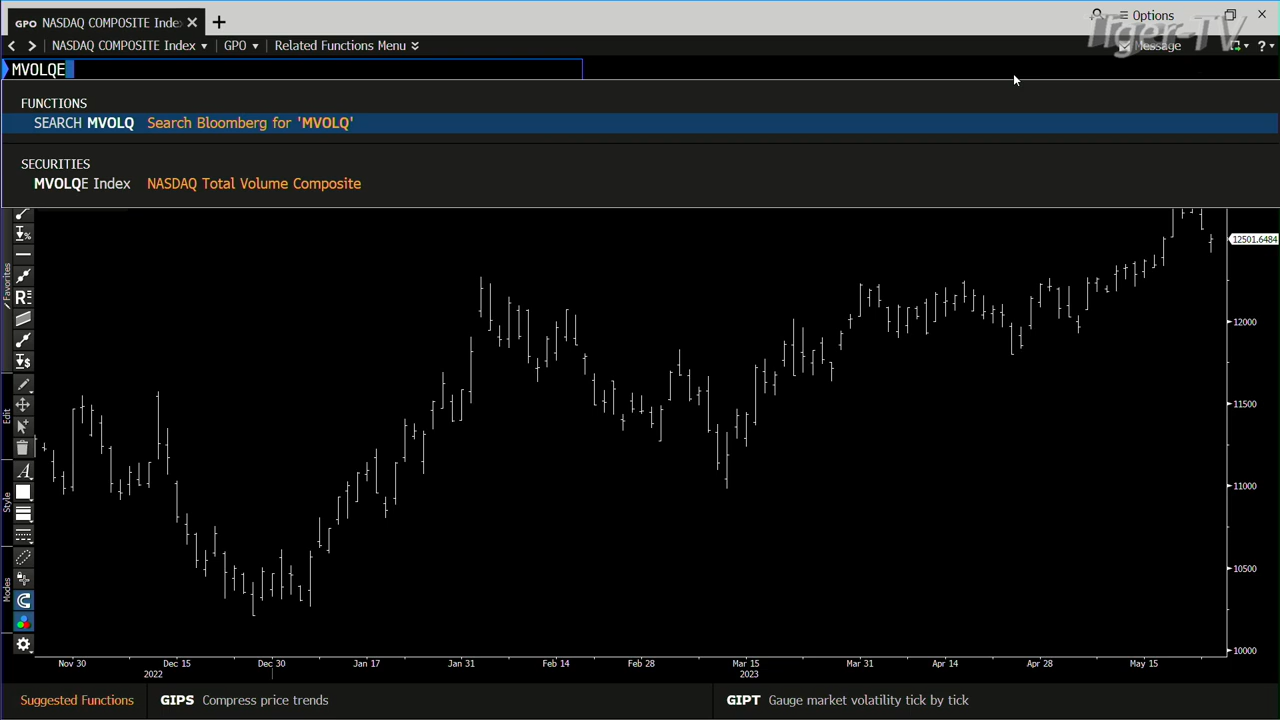 GPO NASDAQ COMPOSITE Inde
Options
NASDAQ COMPOSITE Index GPO Related Functions Menu
Message
Tiger-TV
MVOLQE
FUNCTIONS
SEARCH MVOLQ Search Bloomberg for 'MVOLQ'
SECURITIES
MVOLQE Index NASDAQ Total Volume Composite
Favorites
Edit
Style
Modes
12501.6484
12000
11500
11000
10500
10000
Nov 30 Dec 15 Dec 30 Jan 17 Jan 31 Feb 14 Feb 28 Mar 15 Mar 31 Apr 14 Apr 28 May 15
2022 2023
Suggested Functions GIPS Compress price trends GIPT Gauge market volatility tick by tick